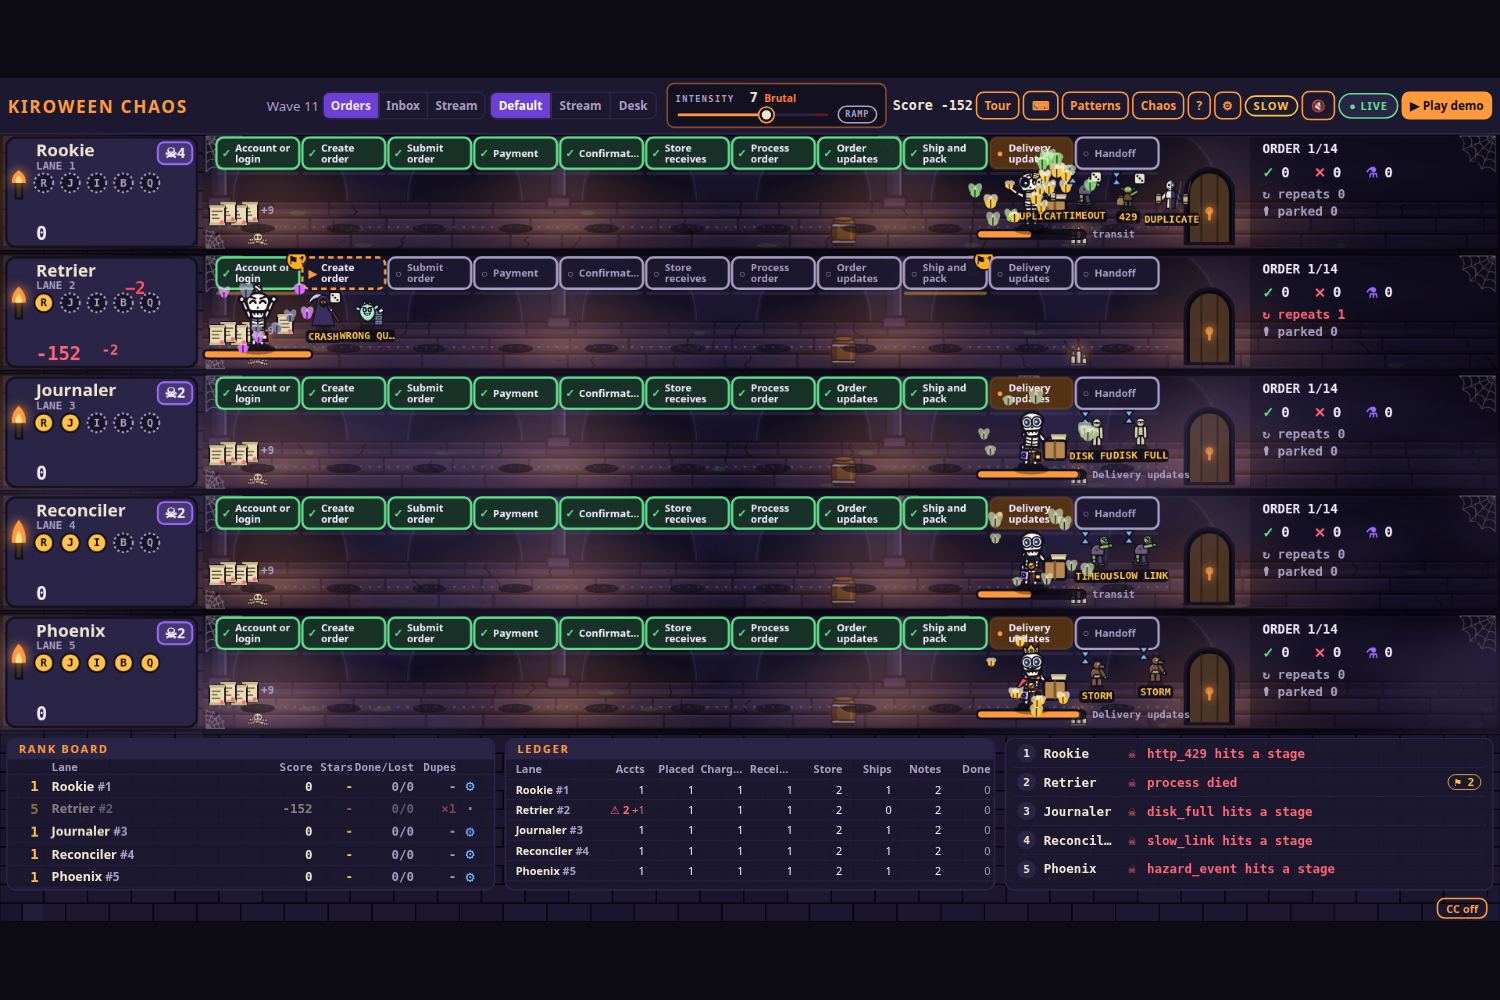 KIROWEEN CHAOS
Wave 11 Orders Inbox Stream Default Stream Desk
INTENSITY 7 Brutal RAMP
Score -152 Tour Patterns Chaos ? SLOW LIVE Play demo
Rookie
LANE 1
4
R J I B Q
0
Account or login
Create order
Submit order
Payment
Confirmat...
Store receives
Process order
Order updates
Ship and pack
Delivery
Handoff
+9
TIMEOUT 429 DUPLICATE
transit
ORDER 1/14
0 0 0
repeats 0
parked 0
Retrier
LANE 2
-2
R J I B Q
-152 -2
Account or login
Create order
Submit order
Payment
Confirmat...
Store receives
Process order
Order updates
Ship and pack
Delivery updates
Handoff
CRASH WRONG QU...
ORDER 1/14
0 0 0
repeats 1
parked 0
Journaler
LANE 3
2
R J I B Q
0
Account or login
Create order
Submit order
Payment
Confirmat...
Store receives
Process order
Order updates
Ship and pack
Delivery updates
Handoff
+9
DISK FU DISK FULL
Delivery updates
ORDER 1/14
0 0 0
repeats 0
parked 0
Reconciler
LANE 4
2
R J I B Q
0
Account or login
Create order
Submit order
Payment
Confirmat...
Store receives
Process order
Order updates
Ship and pack
Delivery updates
Handoff
+9
TIMEOU SLOW LINK
transit
ORDER 1/14
0 0 0
repeats 0
parked 0
Phoenix
LANE 5
2
R J I B Q
0
Account or login
Create order
Submit order
Payment
Confirmat...
Store receives
Process order
Order updates
Ship and pack
Delivery updates
Handoff
+9
STORM STORM
Delivery updates
ORDER 1/14
0 0 0
repeats 0
parked 0
RANK BOARD
Lane Score Stars Done/Lost Dupes
1 Rookie #1 0 - 0/0 -
5 Retrier #2 -152 - 0/0 ×1 ·
1 Journaler #3 0 - 0/0 -
1 Reconciler #4 0 - 0/0 -
1 Phoenix #5 0 - 0/0 -
LEDGER
Lane Accts Placed Charg... Recei... Store Ships Notes Done
Rookie #1 1 1 1 1 2 1 2 0
Retrier #2 ⚠ 2 +1 1 1 1 2 0 2 0
Journaler #3 1 1 1 1 2 1 2 0
Reconciler #4 1 1 1 1 2 1 2 0
Phoenix #5 1 1 1 1 2 1 2 0
1 Rookie http_429 hits a stage
2 Retrier process died 2
3 Journaler disk_full hits a stage
4 Reconcil... slow_link hits a stage
5 Phoenix hazard_event hits a stage
CC off